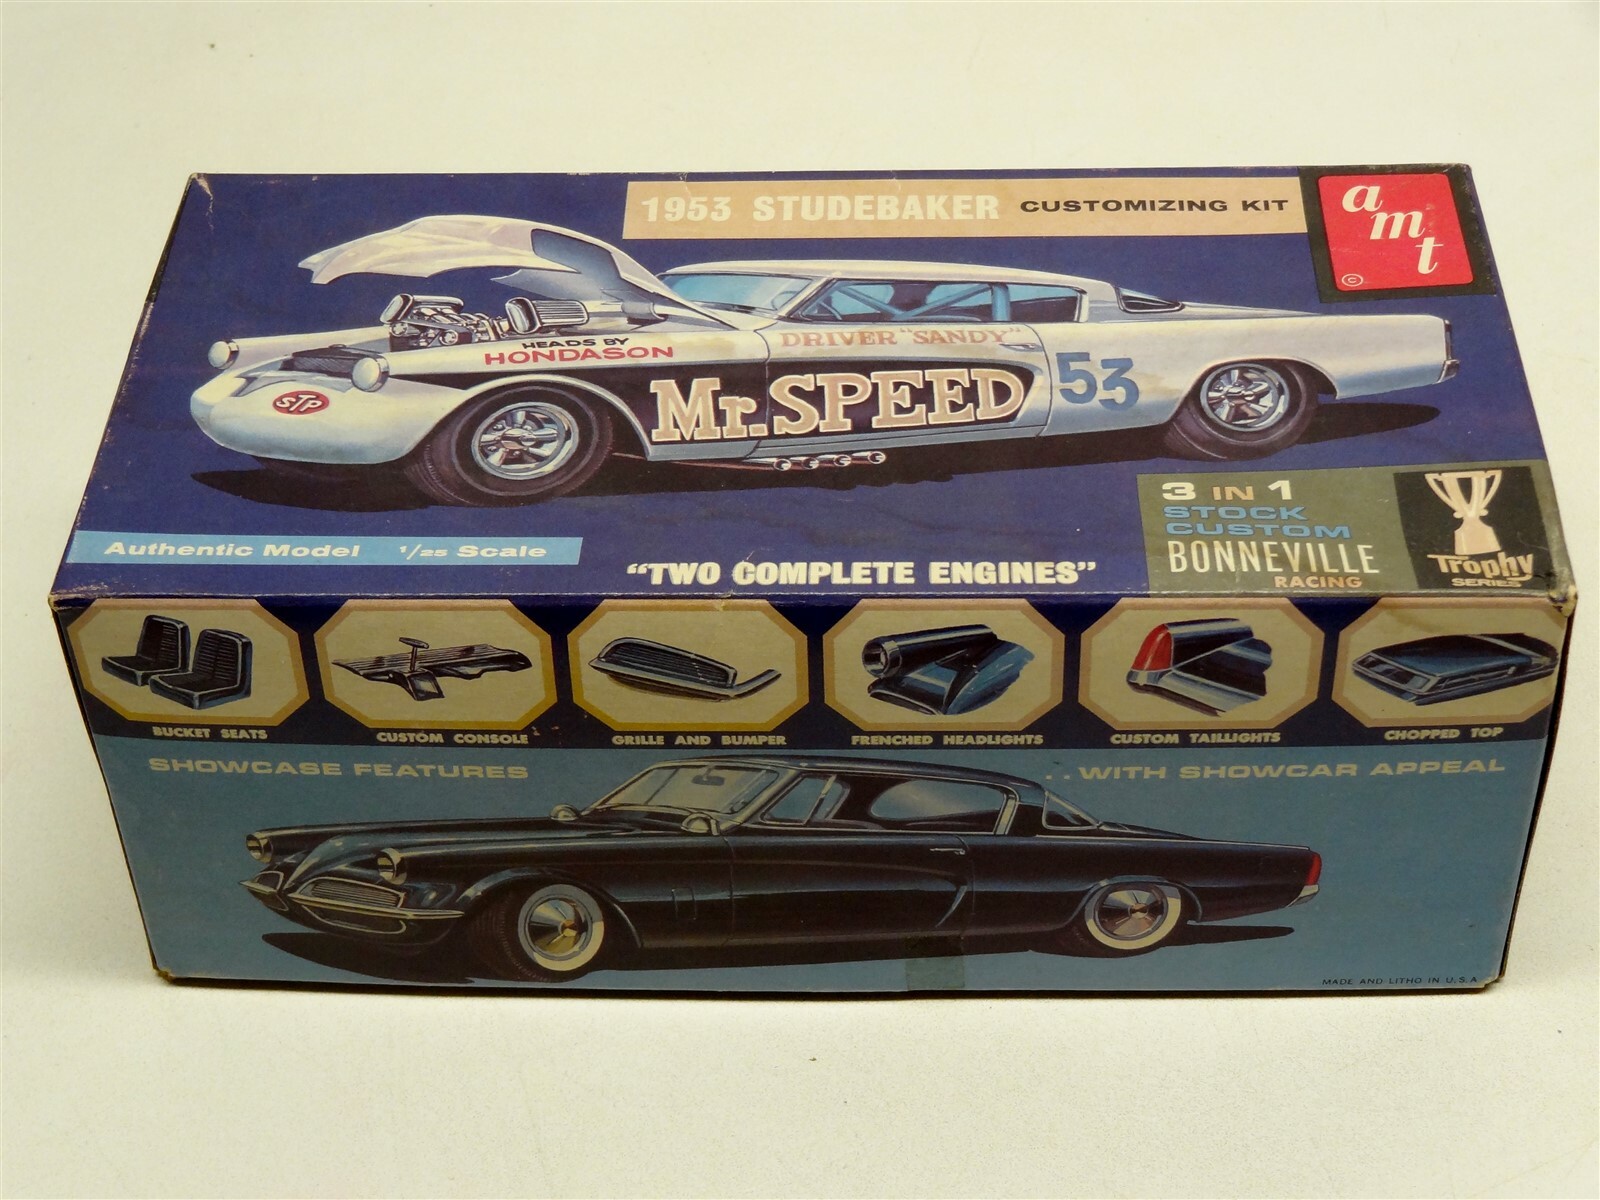 1953 STUDEBAKER CUSTOMIZING KIT
amt
©
HEADS BY
HONDASON
DRIVER "SANDY"
STP
Mr. SPEED
53
3 IN 1
STOCK
CUSTOM
BONNEVILLE
RACING
Trophy
SERIES
Authentic Model 1/25 Scale
"TWO COMPLETE ENGINES"
BUCKET SEATS
CUSTOM CONSOLE
GRILLE AND BUMPER
FRENCHED HEADLIGHTS
CUSTOM TAILLIGHTS
CHOPPED TOP
SHOWCASE FEATURES ..WITH SHOWCAR APPEAL
MADE AND LITHO IN U.S.A